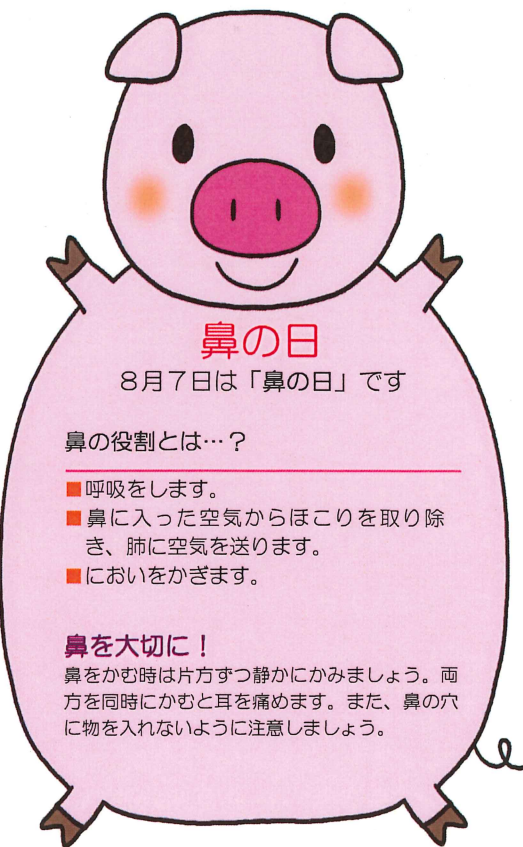 鼻の日
8月7日は「鼻の日」です
鼻の役割とは…？
■呼吸をします。
■鼻に入った空気からほこりを取り除
き、肺に空気を送ります。
■においをかぎます。
鼻を大切に！
鼻をかむ時は片方ずつ静かにかみましょう。両
方を同時にかむと耳を痛めます。また、鼻の穴
に物を入れないように注意しましょう。